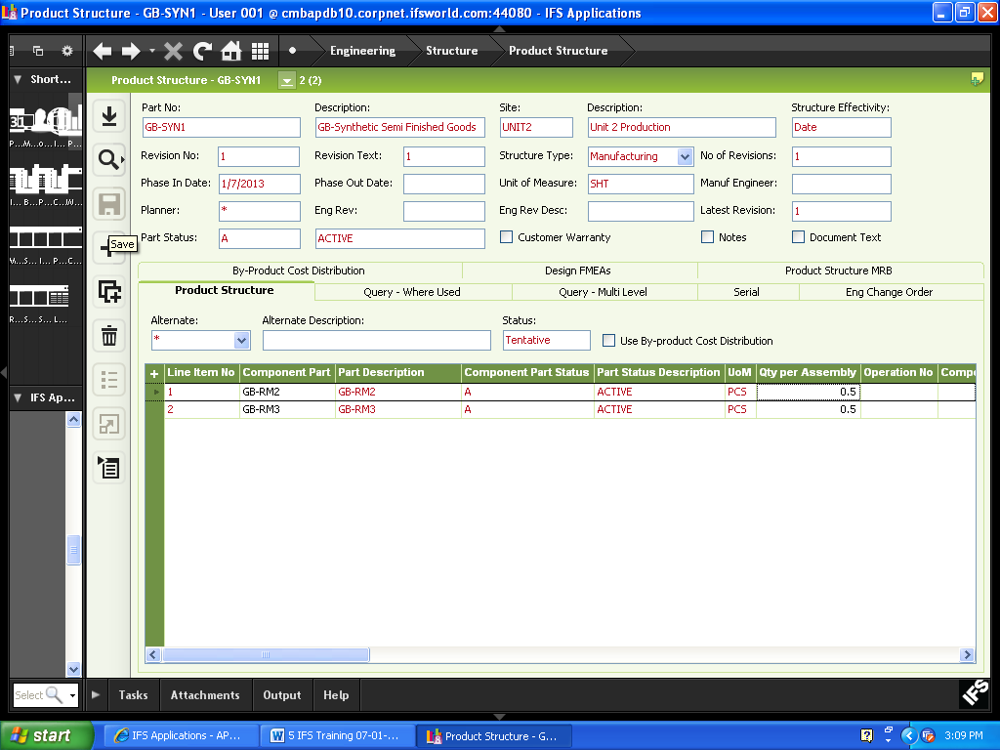 Product Structure - GB-SYN1 - User 001 @ cmbapdb10.corpnet.ifsworld.com:44080 - IFS Applications
Engineering Structure Product Structure
Short...
Product Structure - GB-SYN1 2 (2)
Part No: Description: Site: Description: Structure Effectivity:
GB-SYN1 GB-Synthetic Semi Finished Goods UNIT2 Unit 2 Production Date
Revision No: 1 Revision Text: 1 Structure Type: Manufacturing No of Revisions: 1
Phase In Date: 1/7/2013 Phase Out Date: Unit of Measure: SHT Manuf Engineer:
Planner: * Eng Rev: Eng Rev Desc: Latest Revision: 1
Part Status: A ACTIVE Customer Warranty Notes Document Text
Save
By-Product Cost Distribution Design FMEAs Product Structure MRB
Product Structure Query - Where Used Query - Multi Level Serial Eng Change Order
Alternate: Alternate Description: Status:
* Tentative Use By-product Cost Distribution
Line Item No Component Part Part Description Component Part Status Part Status Description UoM Qty per Assembly Operation No Compo
1 GB-RM2 GB-RM2 A ACTIVE PCS 0.5
2 GB-RM3 GB-RM3 A ACTIVE PCS 0.5
31
P...M...o...I...P...
I...B...P...C...W...
M...S...I...P...C...
R...S...S...L...
IFS Ap...
Select
Tasks Attachments Output Help
IFS
start IFS Applications - AP... 5 IFS Training 07-01-... Product Structure - G... 3:09 PM